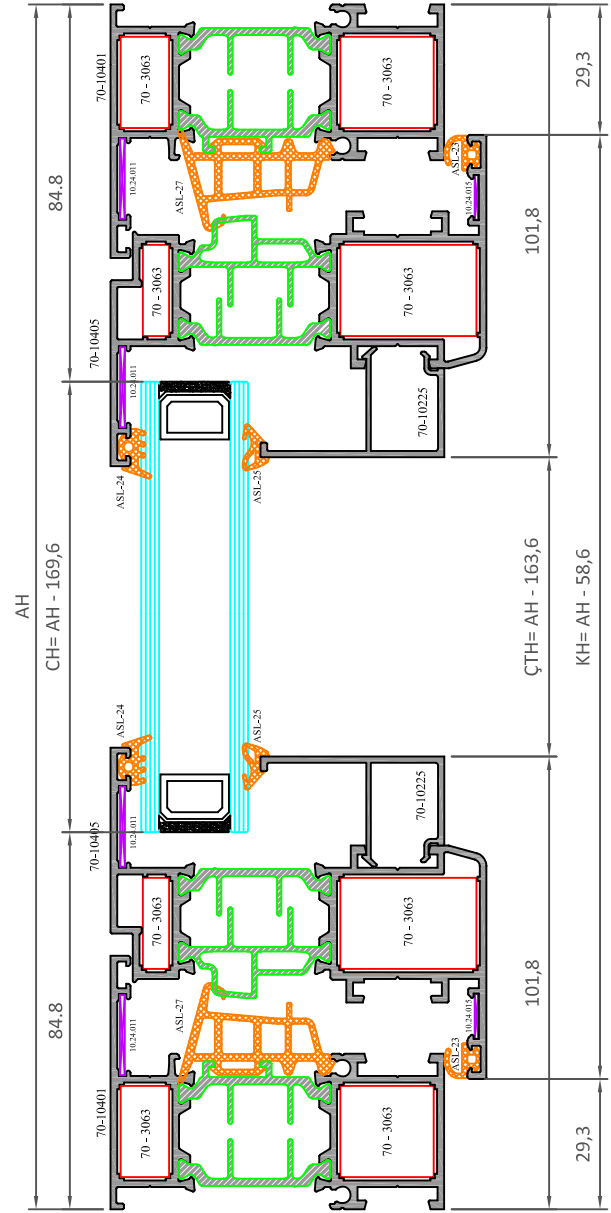 70-10401
70 - 3063
70 - 3063
29,3
10.24.011
ASL-27
ASL-23
10.24.015
84.8
101,8
70 - 3063
70 - 3063
70-10405
10.24.011
70-10225
ASL-24
ASL-25
AH
CH= AH - 169,6
ÇTH= AH - 163,6
KH= AH - 58,6
ASL-24
ASL-25
70-10405
10.24.011
70-10225
70 - 3063
70 - 3063
84.8
101,8
10.24.011
ASL-27
10.24.015
ASL-23
70-10401
70 - 3063
70 - 3063
29,3